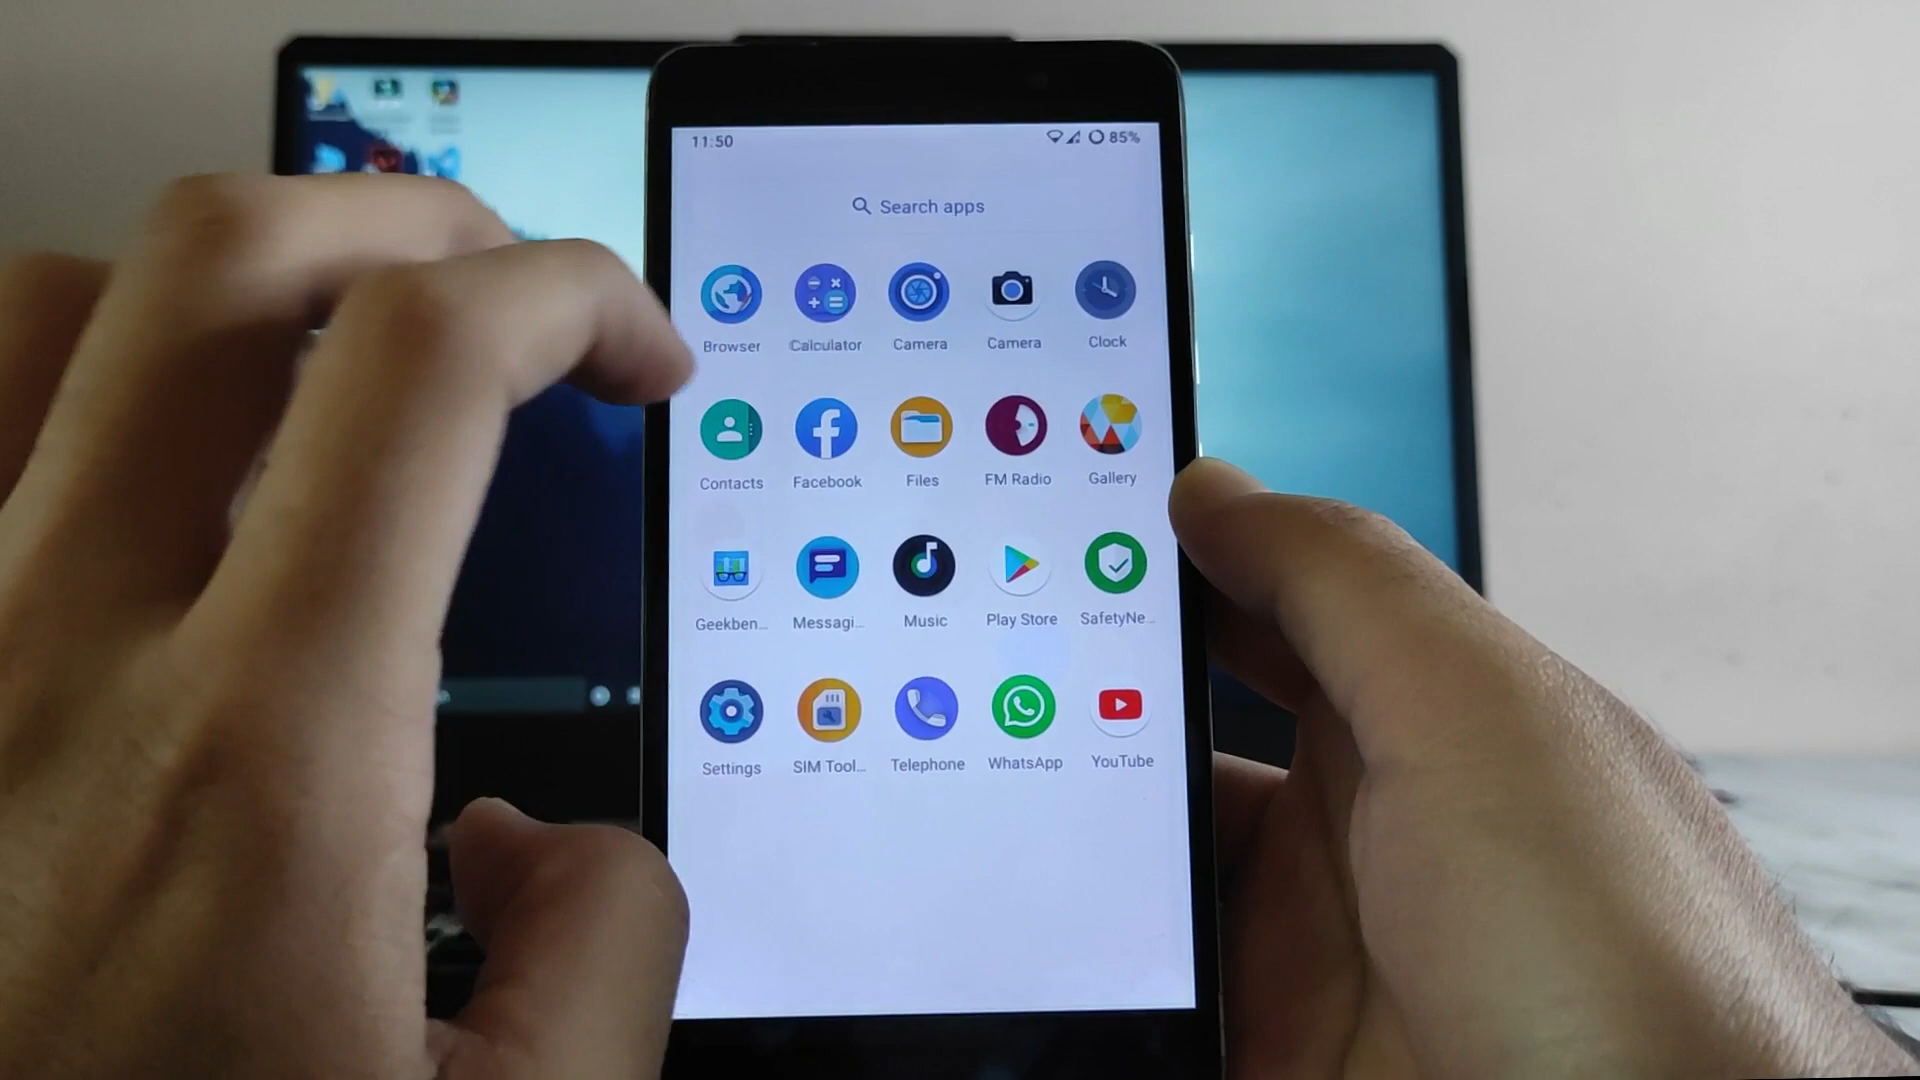 11:50 85%
Search apps
Browser Calculator Camera Camera Clock
Contacts Facebook Files FM Radio Gallery
Geekben... Messagi... Music Play Store SafetyNe...
Settings SIM Tool... Telephone WhatsApp YouTube